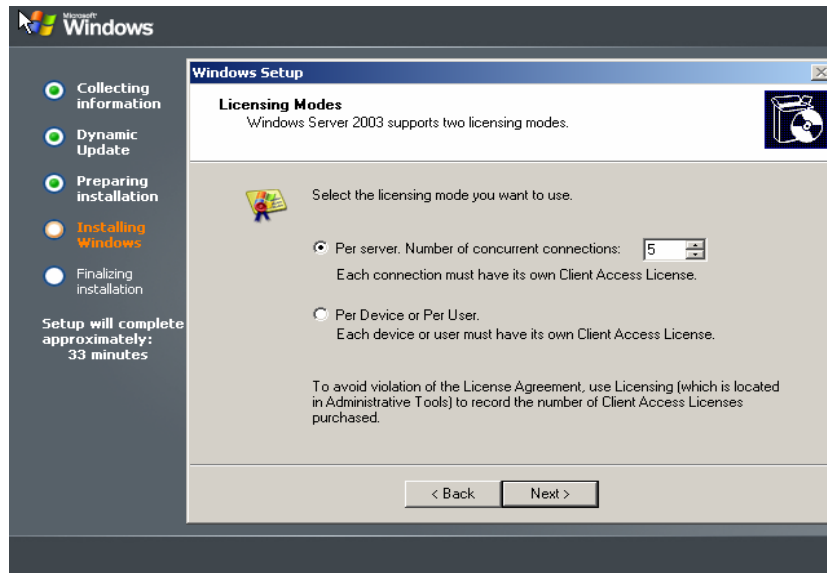 Microsoft
Windows
Collecting
information
Dynamic
Update
Preparing
installation
Installing
Windows
Finalizing
installation
Setup will complete
approximately:
33 minutes
Windows Setup
Licensing Modes
Windows Server 2003 supports two licensing modes.
Select the licensing mode you want to use.
Per server. Number of concurrent connections: 5
Each connection must have its own Client Access License.
Per Device or Per User.
Each device or user must have its own Client Access License.
To avoid violation of the License Agreement, use Licensing (which is located
in Administrative Tools) to record the number of Client Access Licenses
purchased.
< Back Next >